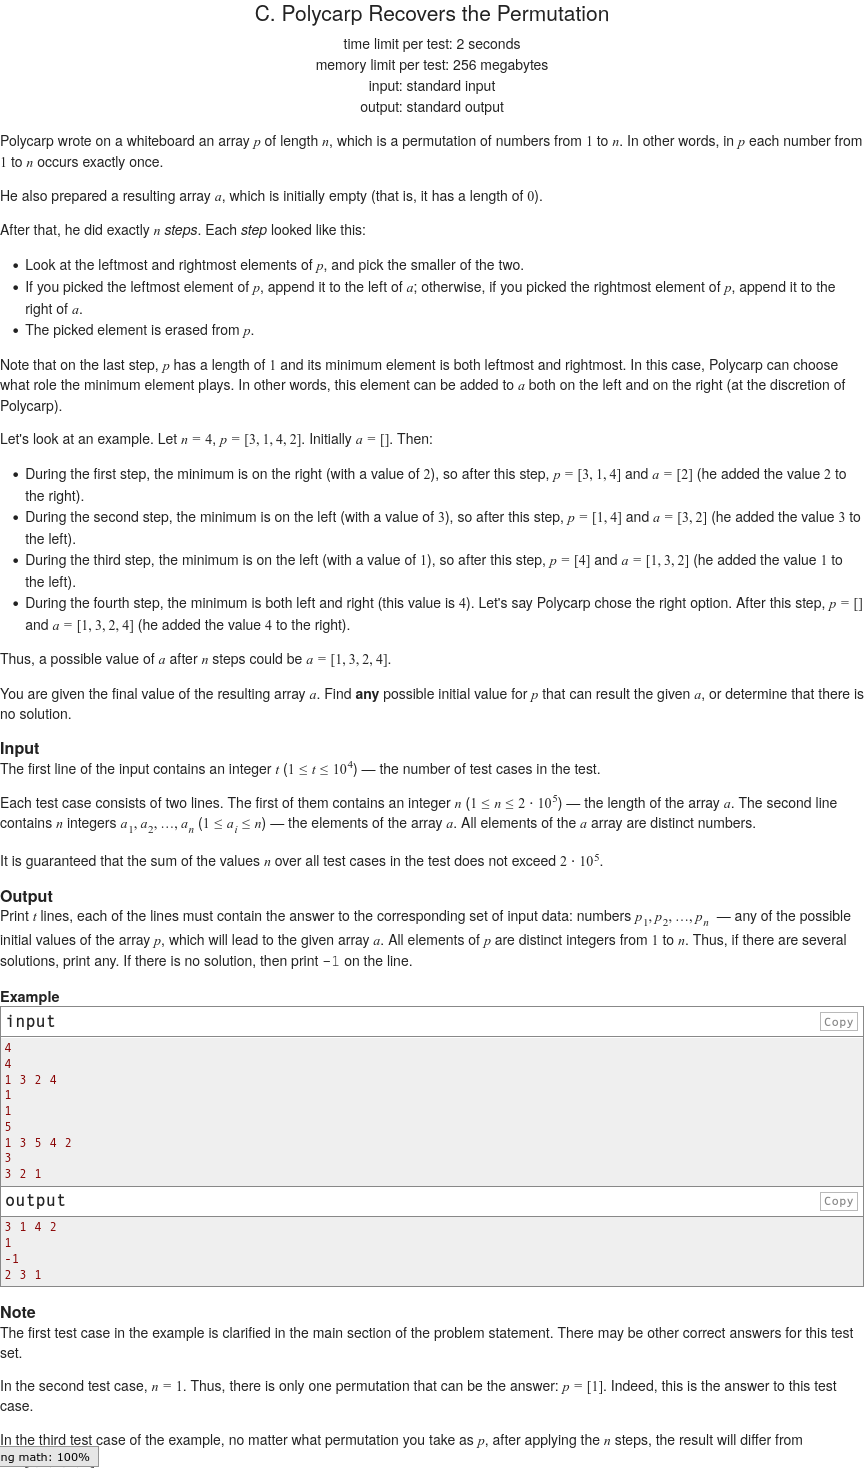 C. Polycarp Recovers the Permutation
time limit per test: 2 seconds
memory limit per test: 256 megabytes
input: standard input
output: standard output
Polycarp wrote on a whiteboard an array p of length n, which is a permutation of numbers from 1 to n. In other words, in p each number from
1 to n occurs exactly once.
He also prepared a resulting array a, which is initially empty (that is, it has a length of 0).
After that, he did exactly n steps. Each step looked like this:
• Look at the leftmost and rightmost elements of p, and pick the smaller of the two.
• If you picked the leftmost element of p, append it to the left of a; otherwise, if you picked the rightmost element of p, append it to the
right of a.
• The picked element is erased from p.
Note that on the last step, p has a length of 1 and its minimum element is both leftmost and rightmost. In this case, Polycarp can choose
what role the minimum element plays. In other words, this element can be added to a both on the left and on the right (at the discretion of
Polycarp).
Let's look at an example. Let n = 4, p = [3, 1, 4, 2]. Initially a = []. Then:
• During the first step, the minimum is on the right (with a value of 2), so after this step, p = [3, 1, 4] and a = [2] (he added the value 2 to
the right).
• During the second step, the minimum is on the left (with a value of 3), so after this step, p = [1, 4] and a = [3, 2] (he added the value 3 to
the left).
• During the third step, the minimum is on the left (with a value of 1), so after this step, p = [4] and a = [1, 3, 2] (he added the value 1 to
the left).
• During the fourth step, the minimum is both left and right (this value is 4). Let's say Polycarp chose the right option. After this step, p = []
and a = [1, 3, 2, 4] (he added the value 4 to the right).
Thus, a possible value of a after n steps could be a = [1, 3, 2, 4].
You are given the final value of the resulting array a. Find any possible initial value for p that can result the given a, or determine that there is
no solution.
Input
The first line of the input contains an integer t (1 ≤ t ≤ 10⁴) — the number of test cases in the test.
Each test case consists of two lines. The first of them contains an integer n (1 ≤ n ≤ 2 · 10⁵) — the length of the array a. The second line
contains n integers a₁, a₂, …, aₙ (1 ≤ aᵢ ≤ n) — the elements of the array a. All elements of the a array are distinct numbers.
It is guaranteed that the sum of the values n over all test cases in the test does not exceed 2 · 10⁵.
Output
Print t lines, each of the lines must contain the answer to the corresponding set of input data: numbers p₁, p₂, …, pₙ — any of the possible
initial values of the array p, which will lead to the given array a. All elements of p are distinct integers from 1 to n. Thus, if there are several
solutions, print any. If there is no solution, then print -1 on the line.
Example
input Copy
4
4
1 3 2 4
1
1
5
1 3 5 4 2
3
3 2 1
output Copy
3 1 4 2
1
-1
2 3 1
Note
The first test case in the example is clarified in the main section of the problem statement. There may be other correct answers for this test
set.
In the second test case, n = 1. Thus, there is only one permutation that can be the answer: p = [1]. Indeed, this is the answer to this test
case.
In the third test case of the example, no matter what permutation you take as p, after applying the n steps, the result will differ from
ng math: 100%